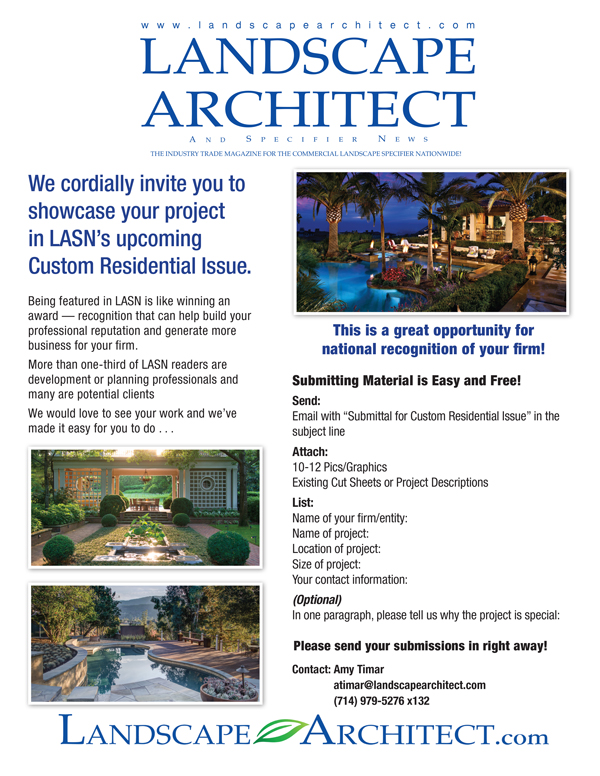 www.landscapearchitect.com
LANDSCAPE
ARCHITECT
AND SPECIFIER NEWS
THE INDUSTRY TRADE MAGAZINE FOR THE COMMERCIAL LANDSCAPE SPECIFIER NATIONWIDE!
We cordially invite you to
showcase your project
in LASN’s upcoming
Custom Residential Issue.
Being featured in LASN is like winning an
award — recognition that can help build your
professional reputation and generate more
business for your firm.
More than one-third of LASN readers are
development or planning professionals and
many are potential clients
We would love to see your work and we’ve
made it easy for you to do . . .
This is a great opportunity for
national recognition of your firm!
Submitting Material is Easy and Free!
Send:
Email with “Submittal for Custom Residential Issue” in the
subject line
Attach:
10-12 Pics/Graphics
Existing Cut Sheets or Project Descriptions
List:
Name of your firm/entity:
Name of project:
Location of project:
Size of project:
Your contact information:
(Optional)
In one paragraph, please tell us why the project is special:
Please send your submissions in right away!
Contact: Amy Timar
atimar@landscapearchitect.com
(714) 979-5276 x132
LANDSCAPE ARCHITECT.com